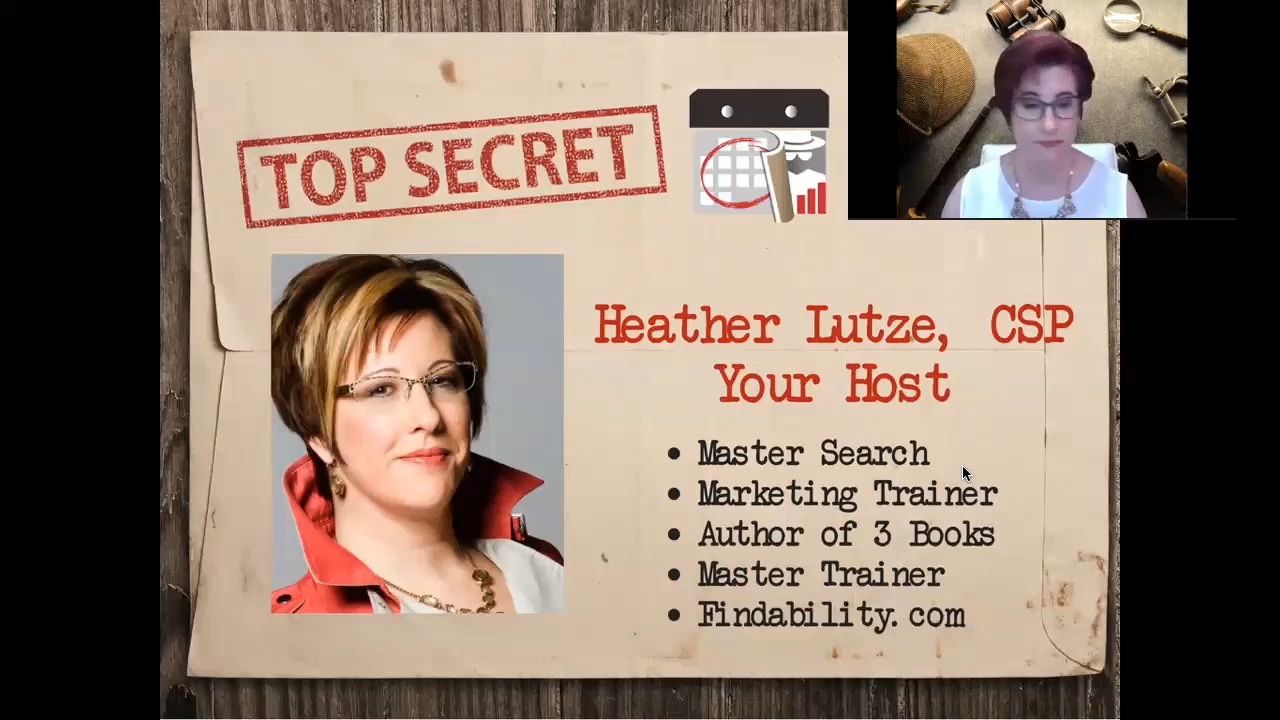 TOP SECRET
Heather Lutze, CSP
Your Host
• Master Search
• Marketing Trainer
• Author of 3 Books
• Master Trainer
• Findability.com